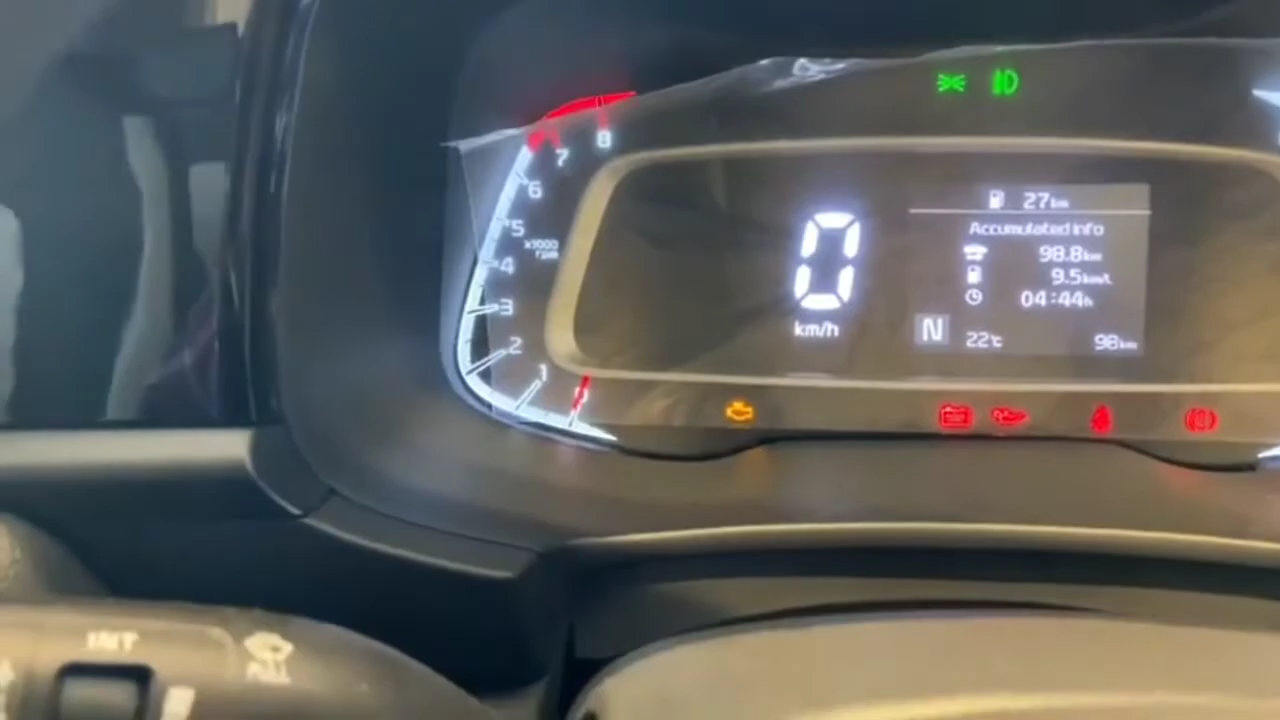 8
7
6
5
x1000
rpm
4
3
2
1
0
km/h
27km
Accumulated Info
98.8km
9.5km/L
04:44h
N
22°c
98km
INT